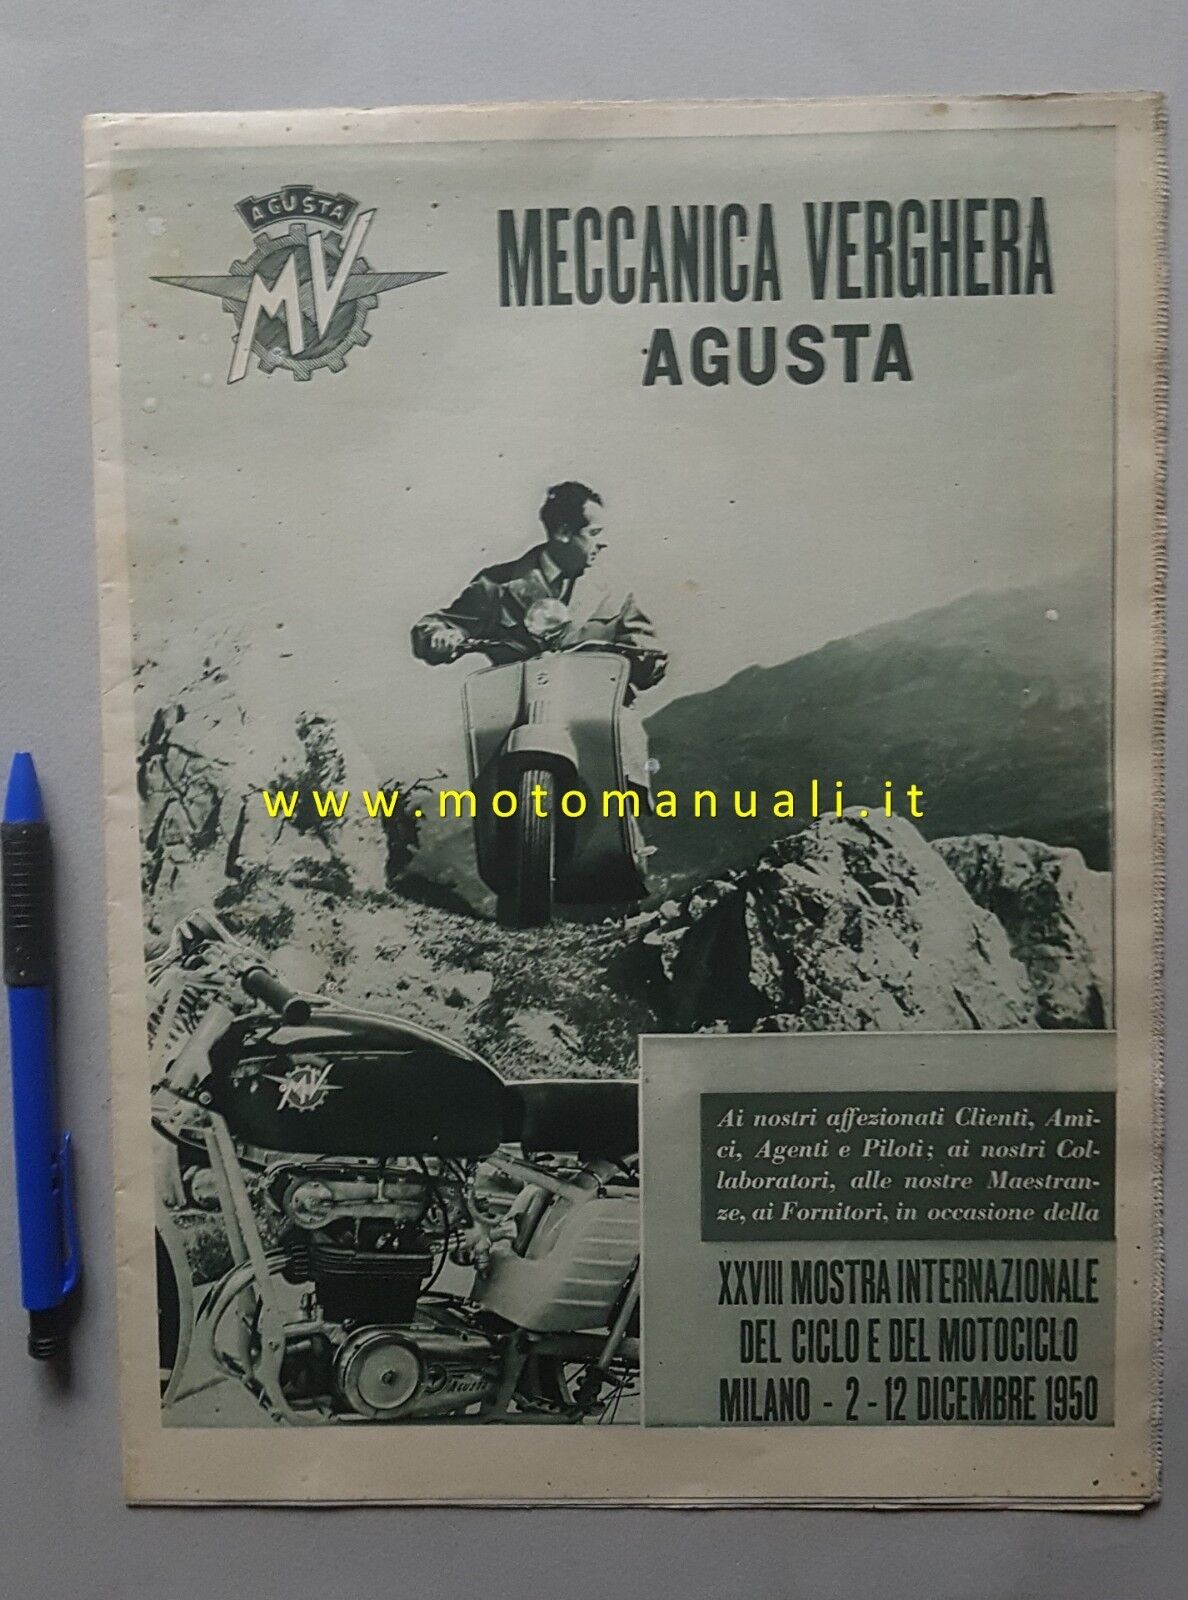 AGUSTA
MV
MECCANICA VERGHERA
AGUSTA
www.motomanuali.it
MV
Ai nostri affezionati Clienti, Ami-
ci, Agenti e Piloti; ai nostri Col-
laboratori, alle nostre Maestran-
ze, ai Fornitori, in occasione della
XXVIII MOSTRA INTERNAZIONALE
DEL CICLO E DEL MOTOCICLO
MILANO - 2-12 DICEMBRE 1950
AGUSTA